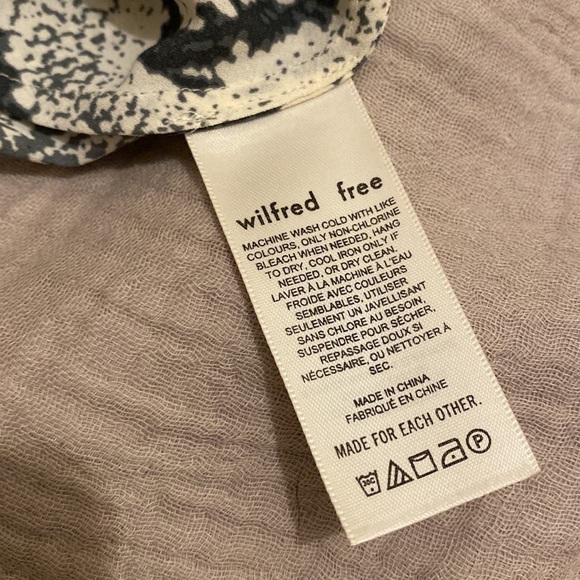 wilfred free
MACHINE WASH COLD WITH LIKE
COLOURS, ONLY NON-CHLORINE
BLEACH WHEN NEEDED, HANG
TO DRY, COOL IRON ONLY IF
NEEDED, OR DRY CLEAN.
LAVER À LA MACHINE À L'EAU
FROIDE AVEC COULEURS
SEMBLABLES, UTILISER
SEULEMENT UN JAVELLISANT
SANS CHLORE AU BESOIN,
SUSPENDRE POUR SÉCHER,
REPASSAGE DOUX SI
NÉCESSAIRE, OU NETTOYER À
SEC.
MADE IN CHINA
FABRIQUÉ EN CHINE
MADE FOR EACH OTHER.
30C P